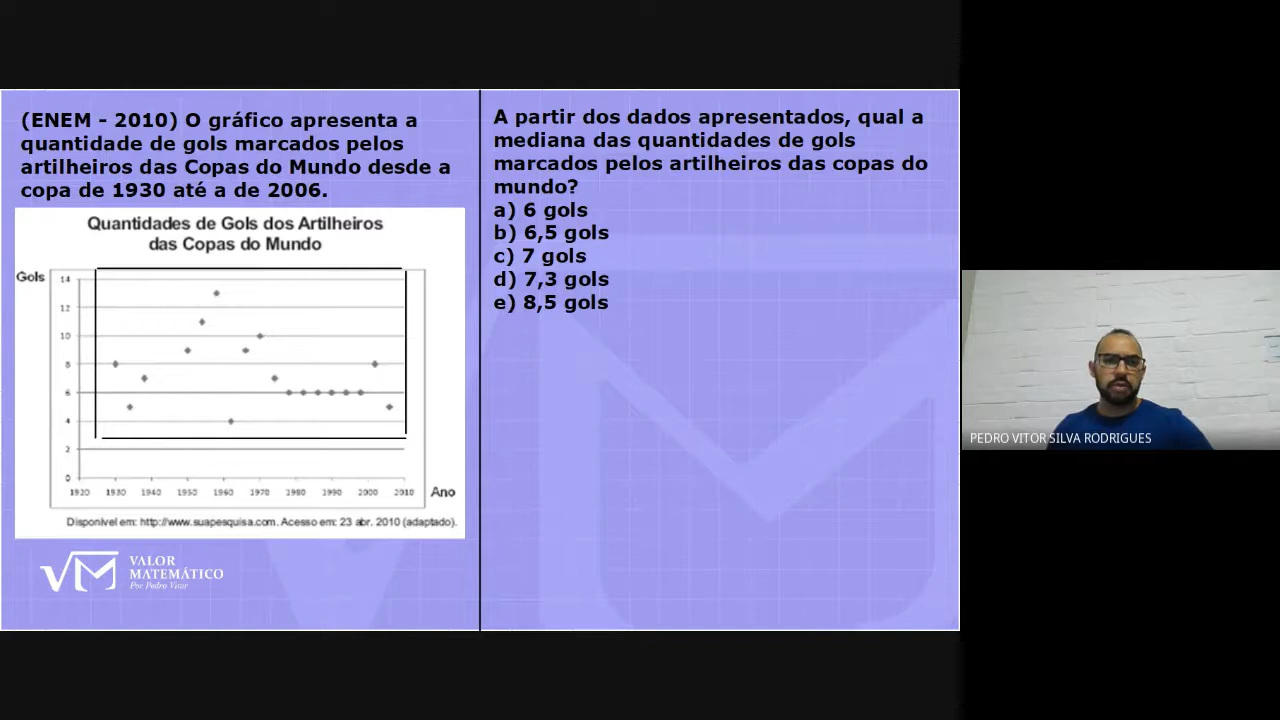 (ENEM - 2010) O gráfico apresenta a
quantidade de gols marcados pelos
artilheiros das Copas do Mundo desde a
copa de 1930 até a de 2006.
Quantidades de Gols dos Artilheiros
das Copas do Mundo
Gols
14
12
10
8
6
4
2
0
1920 1930 1940 1950 1960 1970 1980 1990 2000 2010
Ano
Disponível em: http://www.suapesquisa.com. Acesso em: 23 abr. 2010 (adaptado).
VM VALOR
MATEMÁTICO
Por Pedro Vitor
A partir dos dados apresentados, qual a
mediana das quantidades de gols
marcados pelos artilheiros das copas do
mundo?
a) 6 gols
b) 6,5 gols
c) 7 gols
d) 7,3 gols
e) 8,5 gols
PEDRO VITOR SILVA RODRIGUES